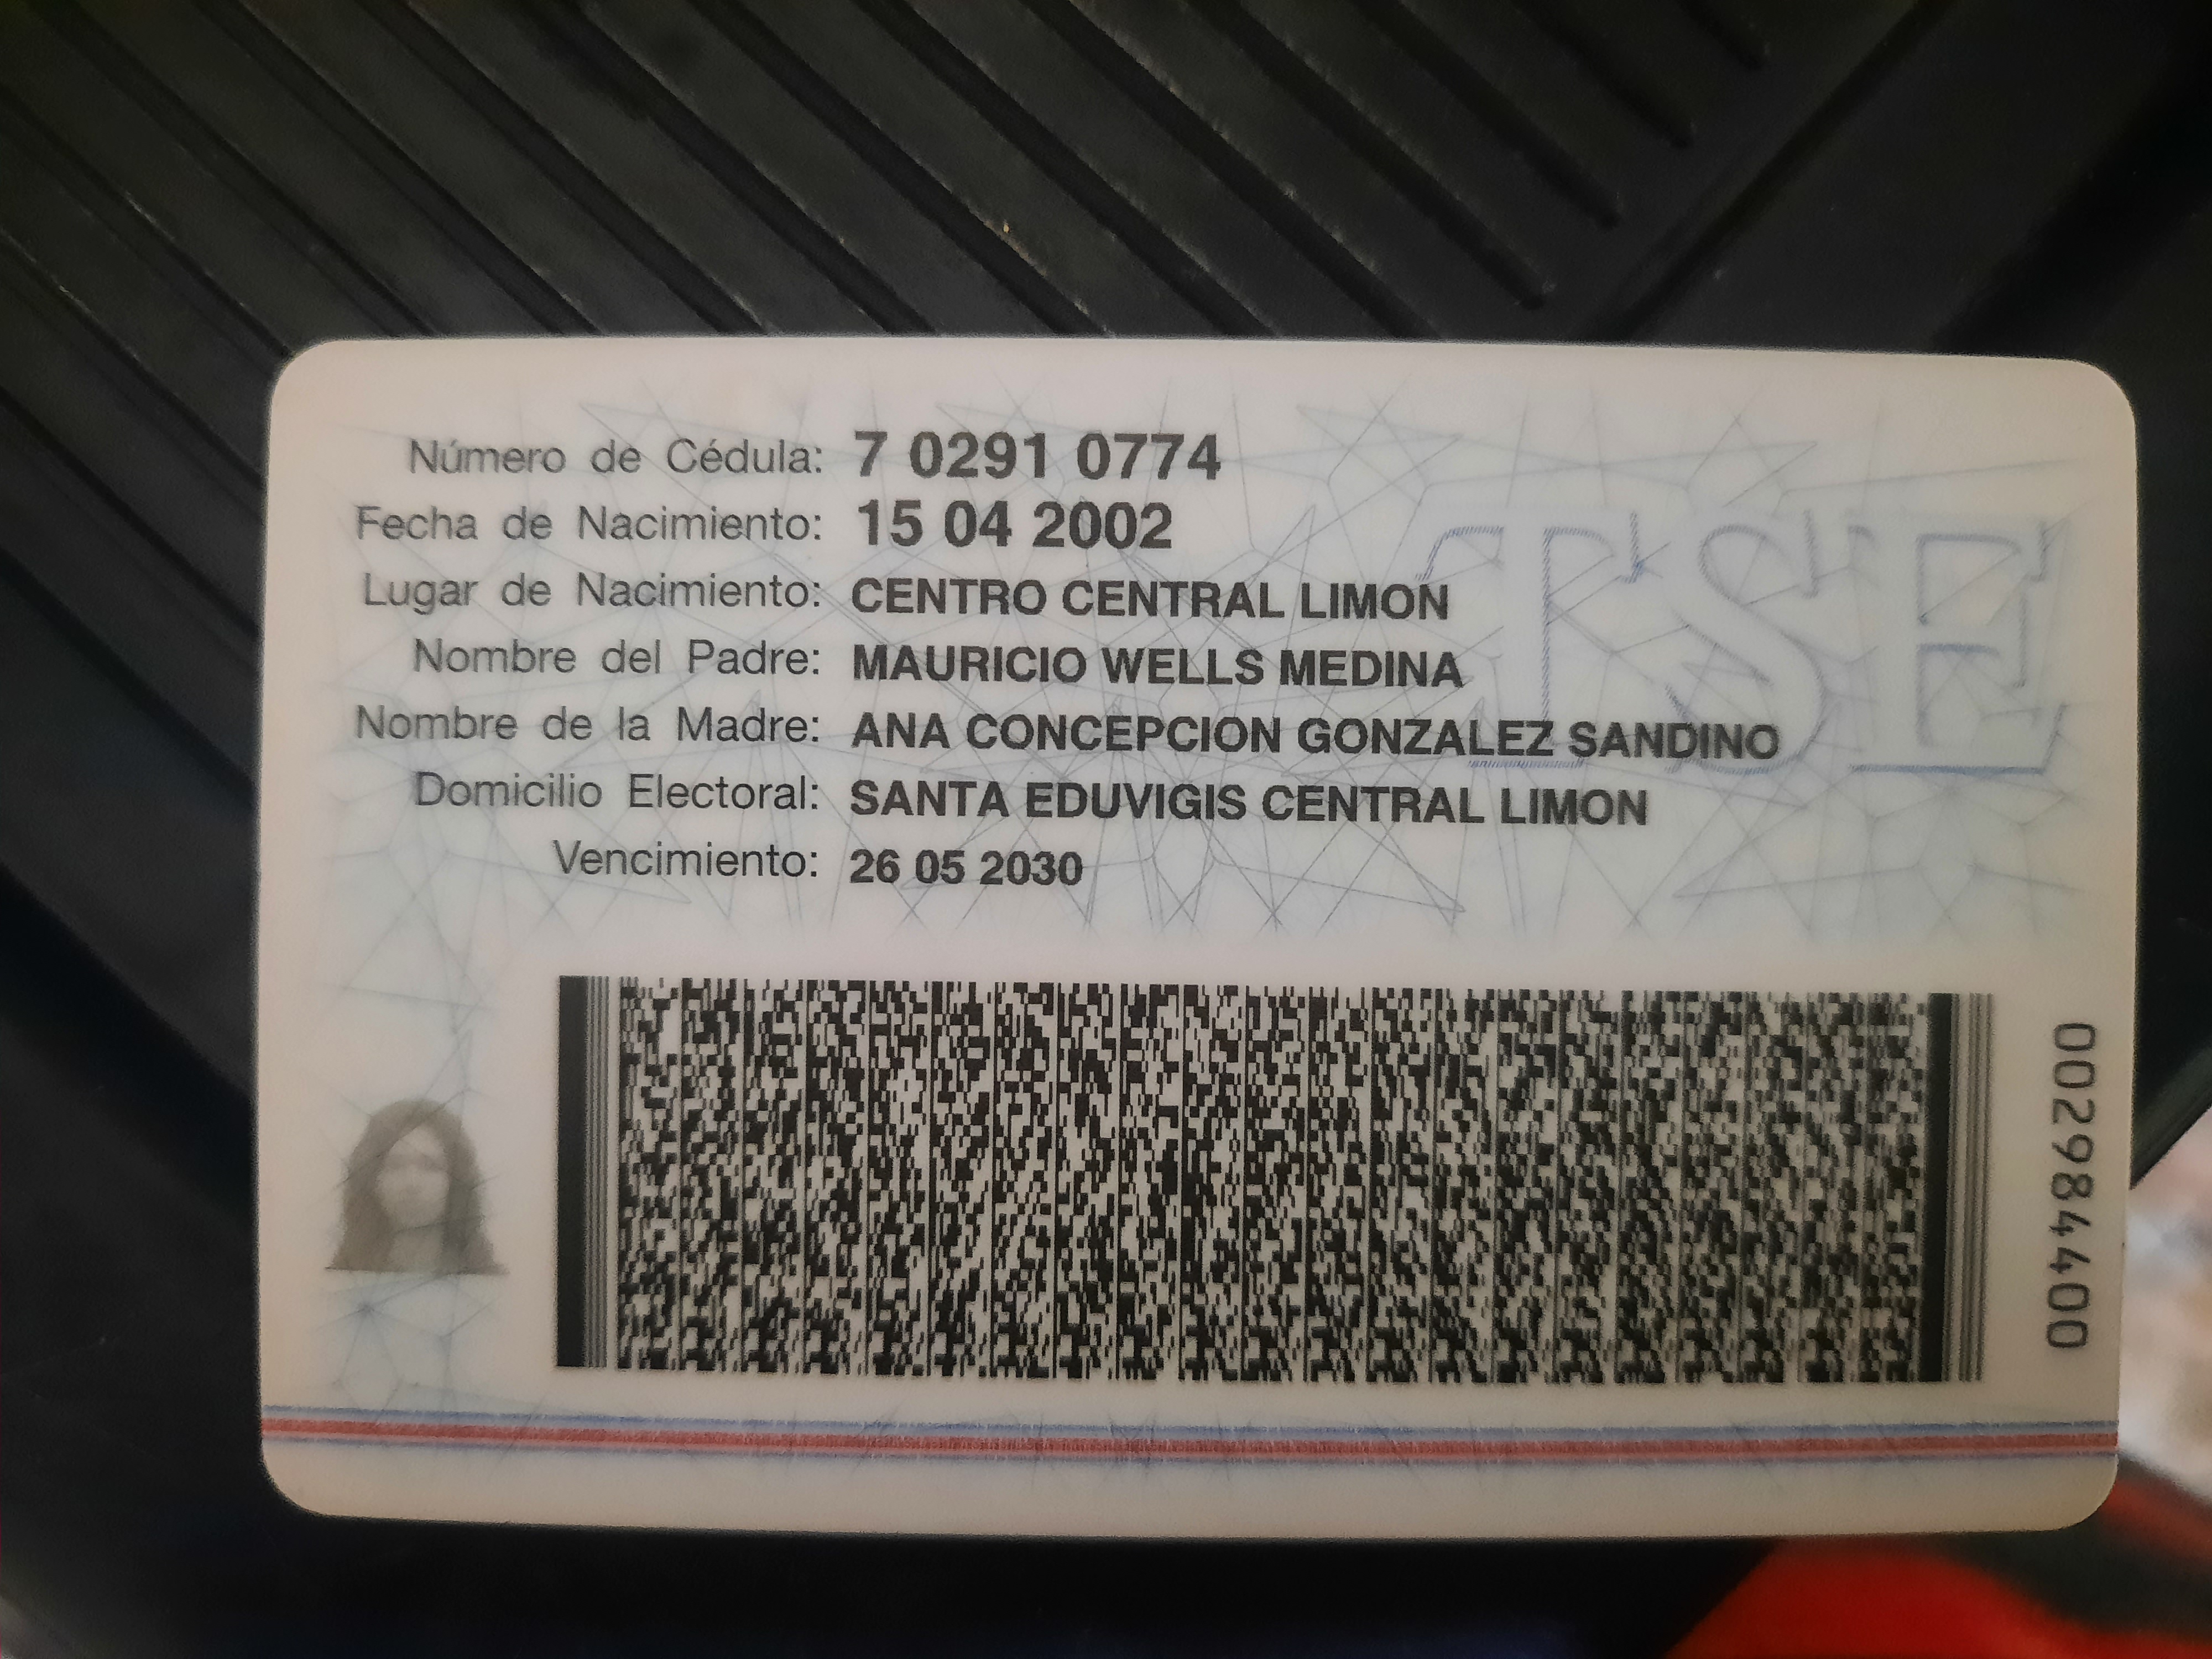 Número de Cédula: 7 0291 0774
Fecha de Nacimiento: 15 04 2002
Lugar de Nacimiento: CENTRO CENTRAL LIMON
Nombre del Padre: MAURICIO WELLS MEDINA
Nombre de la Madre: ANA CONCEPCION GONZALEZ SANDINO
Domicilio Electoral: SANTA EDUVIGIS CENTRAL LIMON
Vencimiento: 26 05 2030
TSE
002984400